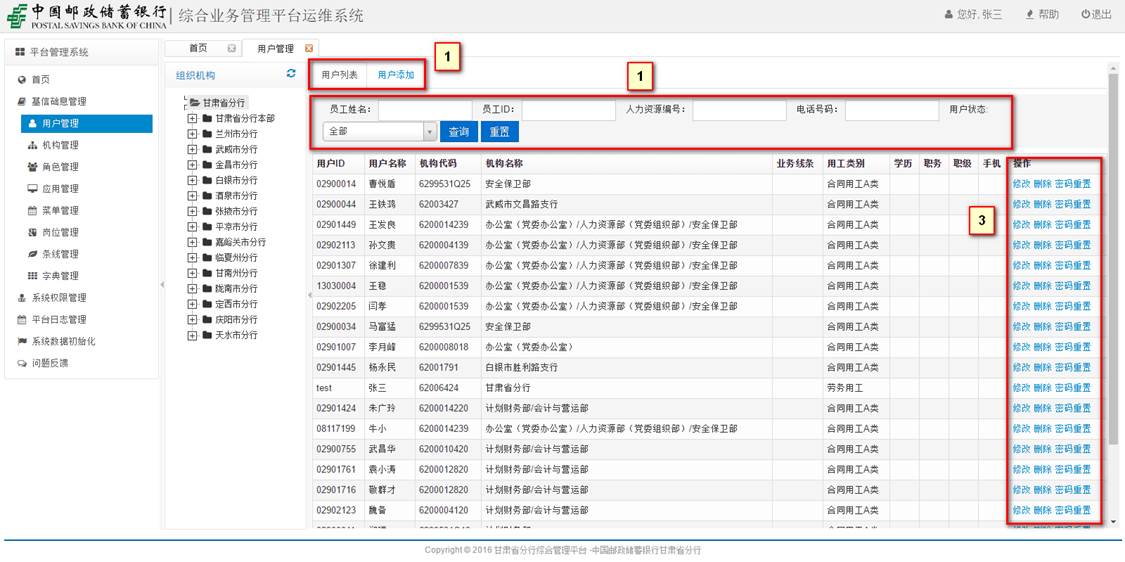 中国邮政储蓄银行 综合业务管理平台运维系统
POSTAL SAVINGS BANK OF CHINA
您好, 张三 帮助 退出
平台管理系统
首页
基信础息管理
用户管理
机构管理
角色管理
应用管理
菜单管理
岗位管理
条线管理
字典管理
系统权限管理
平台日志管理
系统数据初始化
问题反馈
首页 用户管理
组织机构
甘肃省分行
甘肃省分行本部
兰州市分行
武威市分行
金昌市分行
白银市分行
酒泉市分行
张掖市分行
平凉市分行
嘉峪关市分行
临夏州分行
甘南州分行
陇南市分行
定西市分行
庆阳市分行
天水市分行
用户列表 用户添加
1
1
员工姓名: 员工ID: 人力资源编号: 电话号码: 用户状态:
全部 查询 重置
用户ID 用户名称 机构代码 机构名称 业务线条 用工类别 学历 职务 职级 手机 操作
02900014 曹悦盾 6299531Q25 安全保卫部 合同用工A类 修改 删除 密码重置
02900044 王铁鸿 62003427 武威市文昌路支行 合同用工A类 修改 删除 密码重置
02901449 王发良 6200014239 办公室(党委办公室)/人力资源部(党委组织部)/安全保卫部 合同用工A类 修改 删除 密码重置
02902113 孙文贵 6200004139 办公室(党委办公室)/人力资源部(党委组织部)/安全保卫部 合同用工A类 修改 删除 密码重置
02901307 徐建利 6200007839 办公室(党委办公室)/人力资源部(党委组织部)/安全保卫部 合同用工A类 修改 删除 密码重置
13030004 王稳 6200001539 办公室(党委办公室)/人力资源部(党委组织部)/安全保卫部 合同用工A类 修改 删除 密码重置
02902205 闫孝 6200001539 办公室(党委办公室)/人力资源部(党委组织部)/安全保卫部 合同用工A类 修改 删除 密码重置
02900034 马富猛 6299531Q25 安全保卫部 合同用工A类 修改 删除 密码重置
02901007 李月峰 6200008018 办公室(党委办公室) 合同用工A类 修改 删除 密码重置
02901445 杨永民 62001791 白银市胜利路支行 合同用工A类 修改 删除 密码重置
test 张三 62006424 甘肃省分行 劳务用工 修改 删除 密码重置
02901424 朱广玲 6200014220 计划财务部/会计与营运部 合同用工A类 修改 删除 密码重置
08117199 牛小 6200014239 办公室(党委办公室)/人力资源部(党委组织部)/安全保卫部 合同用工A类 修改 删除 密码重置
02900755 武昌华 6200010420 计划财务部/会计与营运部 合同用工A类 修改 删除 密码重置
02901761 袁小涛 6200012820 计划财务部/会计与营运部 合同用工A类 修改 删除 密码重置
02901716 敬群才 6200012820 计划财务部/会计与营运部 合同用工A类 修改 删除 密码重置
02902123 魏备 6200004120 计划财务部/会计与营运部 合同用工A类 修改 删除 密码重置
3
Copyright © 2016 甘肃省分行综合管理平台 -中国邮政储蓄银行甘肃省分行